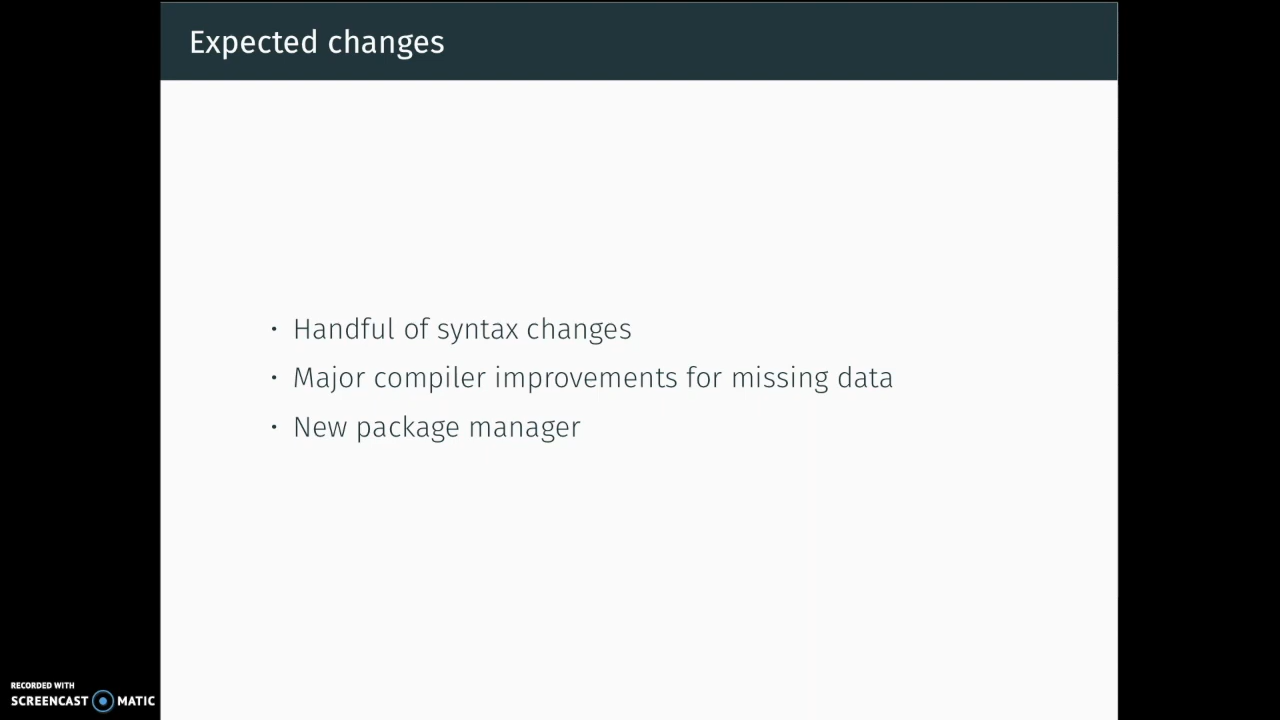 Expected changes
• Handful of syntax changes
• Major compiler improvements for missing data
• New package manager
RECORDED WITH
SCREENCAST MATIC